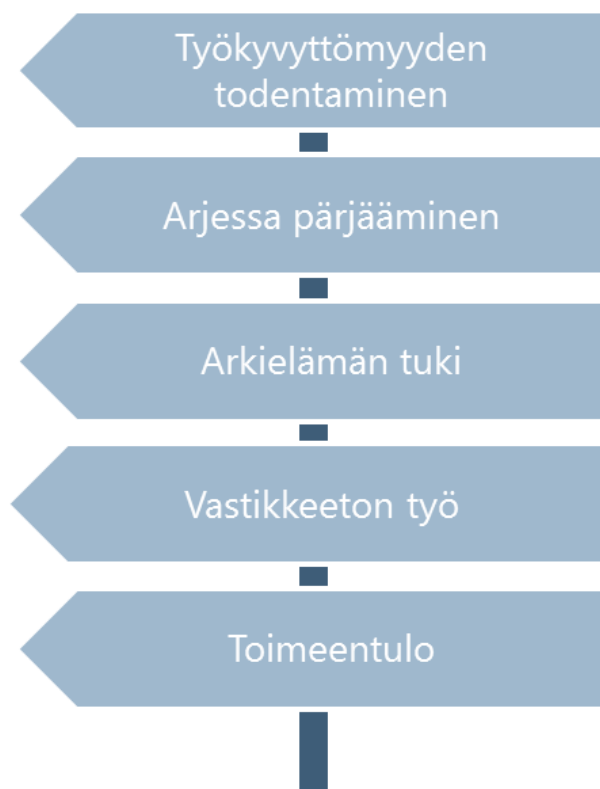 Työkyvyttömyyden
todentaminen
Arjessa pärjääminen
Arkielämän tuki
Vastikkeeton työ
Toimeentulo